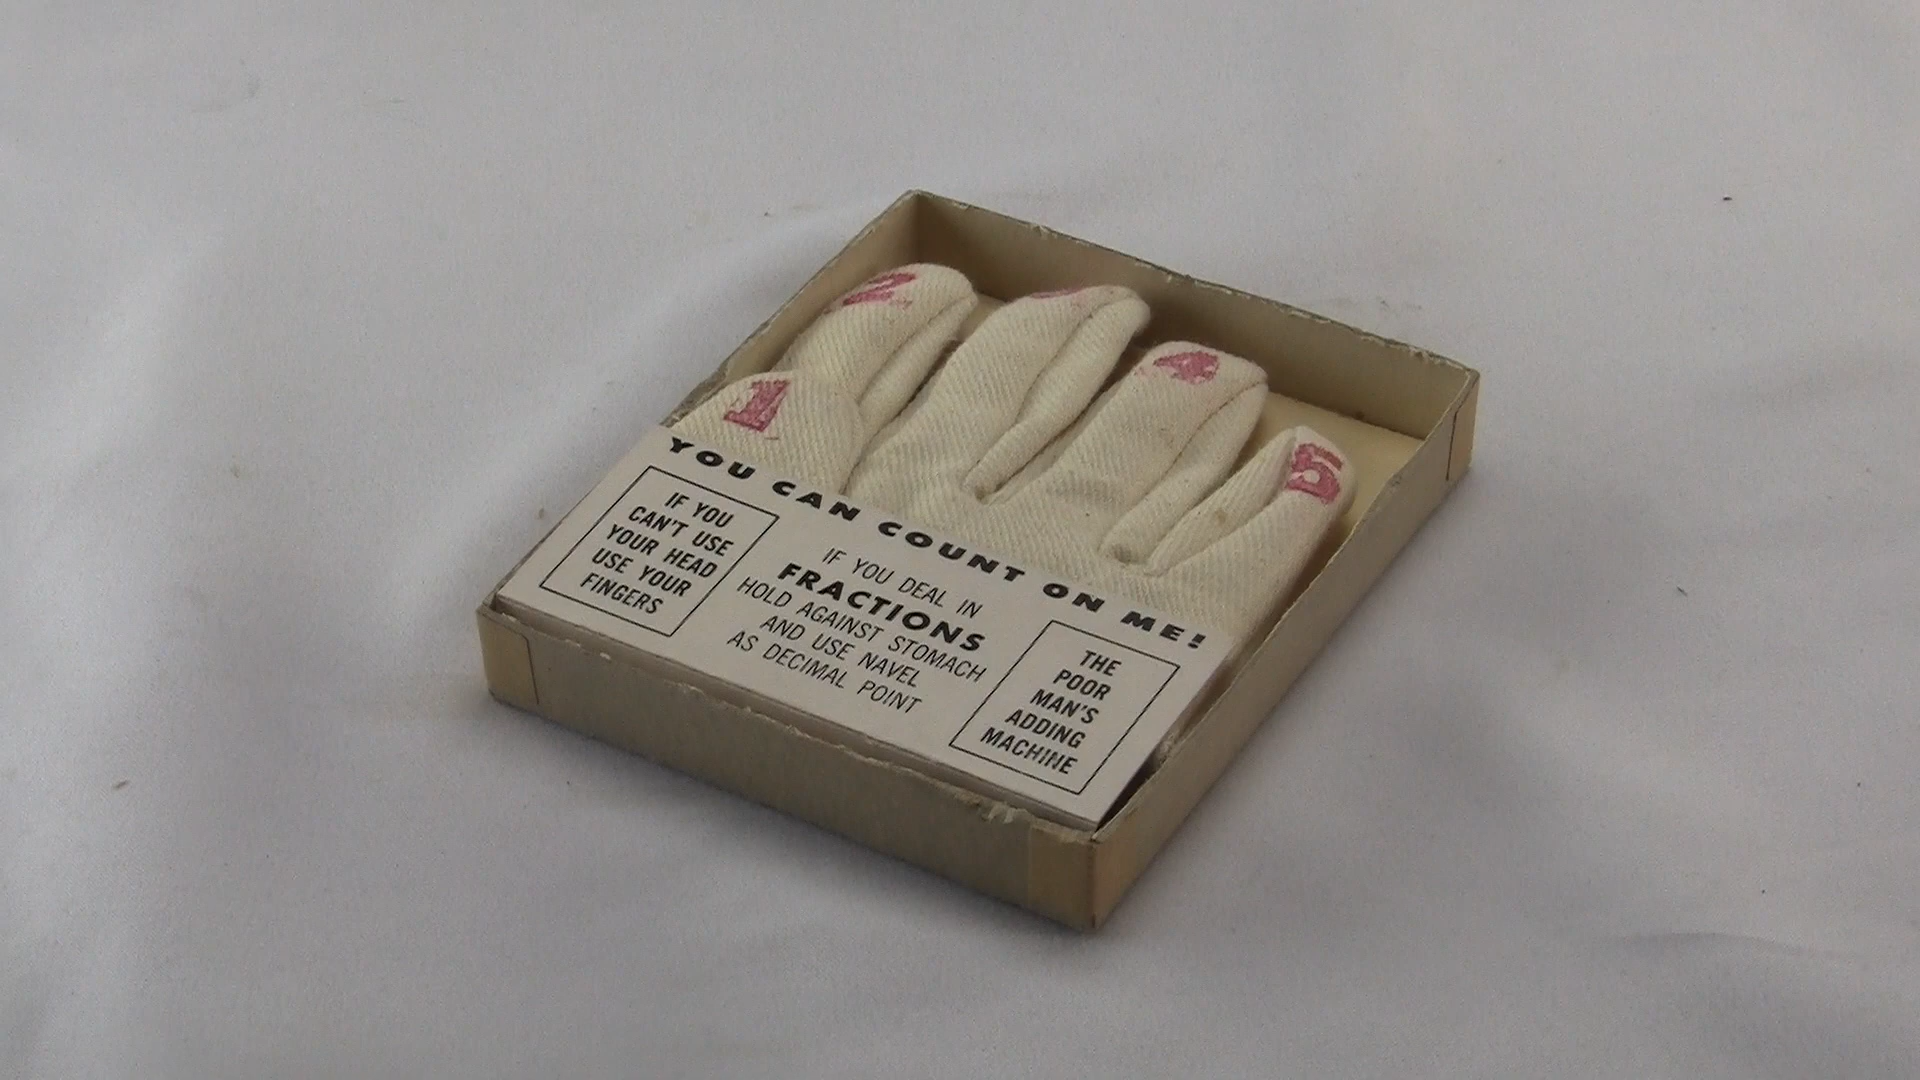 2
4
1
5
YOU CAN COUNT ON ME!
IF YOU
CAN'T USE
YOUR HEAD
USE YOUR
FINGERS
IF YOU DEAL IN
FRACTIONS
HOLD AGAINST STOMACH
AND USE NAVEL
AS DECIMAL POINT
THE
POOR
MAN'S
ADDING
MACHINE